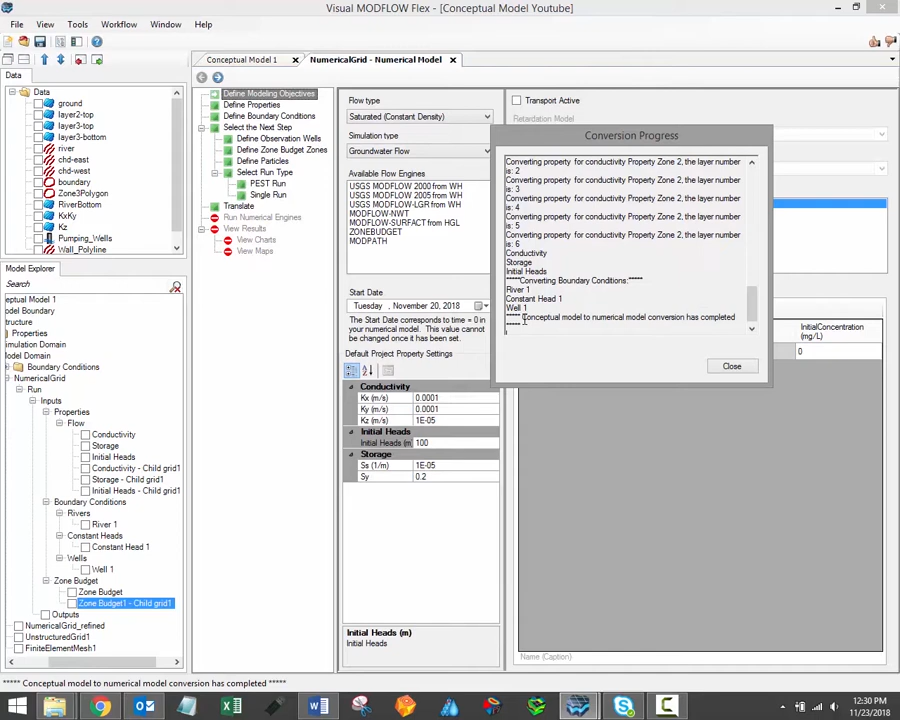 Visual MODFLOW Flex - [Conceptual Model Youtube]
File View Tools Workflow Window Help
Data
Data
ground
layer2-top
layer3-top
layer3-bottom
river
chd-east
chd-west
boundary
Zone3Polygon
RiverBottom
KxKy
Kz
Pumping_Wells
Wall_Polyline
Model Explorer
Search
eptual Model 1
tructure
Properties
imulation Domain
Model Domain
Boundary Conditions
NumericalGrid
Run
Inputs
Properties
Flow
Conductivity
Storage
Initial Heads
Conductivity - Child grid1
Storage - Child grid1
Initial Heads - Child grid1
Boundary Conditions
Rivers
River 1
Constant Heads
Constant Head 1
Wells
Well 1
Zone Budget
Zone Budget
Zone Budget1 - Child grid1
Outputs
NumericalGrid_refined
UnstructuredGrid1
FiniteElementMesh1
Conceptual Model 1
NumericalGrid - Numerical Model
Define Modeling Objectives
Define Properties
Define Boundary Conditions
Select the Next Step
Define Observation Wells
Define Zone Budget Zones
Define Particles
Select Run Type
PEST Run
Single Run
Translate
Run Numerical Engines
View Results
View Charts
View Maps
Flow type
Saturated (Constant Density)
Simulation type
Groundwater Flow
Available Flow Engines
USGS MODFLOW 2000 from WH
USGS MODFLOW 2005 from WH
USGS MODFLOW-LGR from WH
MODFLOW-NWT
MODFLOW-SURFACT from HGL
ZONEBUDGET
MODPATH
Start Date
Tuesday , November 20, 2018
The Start Date corresponds to time = 0 in
your numerical model. This value cannot
be changed once it has been set.
Default Project Property Settings
Conductivity
Kx (m/s) 0.0001
Ky (m/s) 0.0001
Kz (m/s) 1E-05
Initial Heads
Initial Heads (m 100
Storage
Ss (1/m) 1E-05
Sy 0.2
Initial Heads (m)
Initial Heads
Transport Active
Retardation Model
Conversion Progress
Converting property for conductivity Property Zone 2, the layer number
is: 2
Converting property for conductivity Property Zone 2, the layer number
is: 3
Converting property for conductivity Property Zone 2, the layer number
is: 4
Converting property for conductivity Property Zone 2, the layer number
is: 5
Converting property for conductivity Property Zone 2, the layer number
is: 6
Conductivity
Storage
Initial Heads
*****Converting Boundary Conditions:*****
River 1
Constant Head 1
Well 1
***** Conceptual model to numerical model conversion has completed
*****
Close
InitialConcentration
(mg/L)
0
Name (Caption)
***** Conceptual model to numerical model conversion has completed *****
12:30 PM
11/23/2018